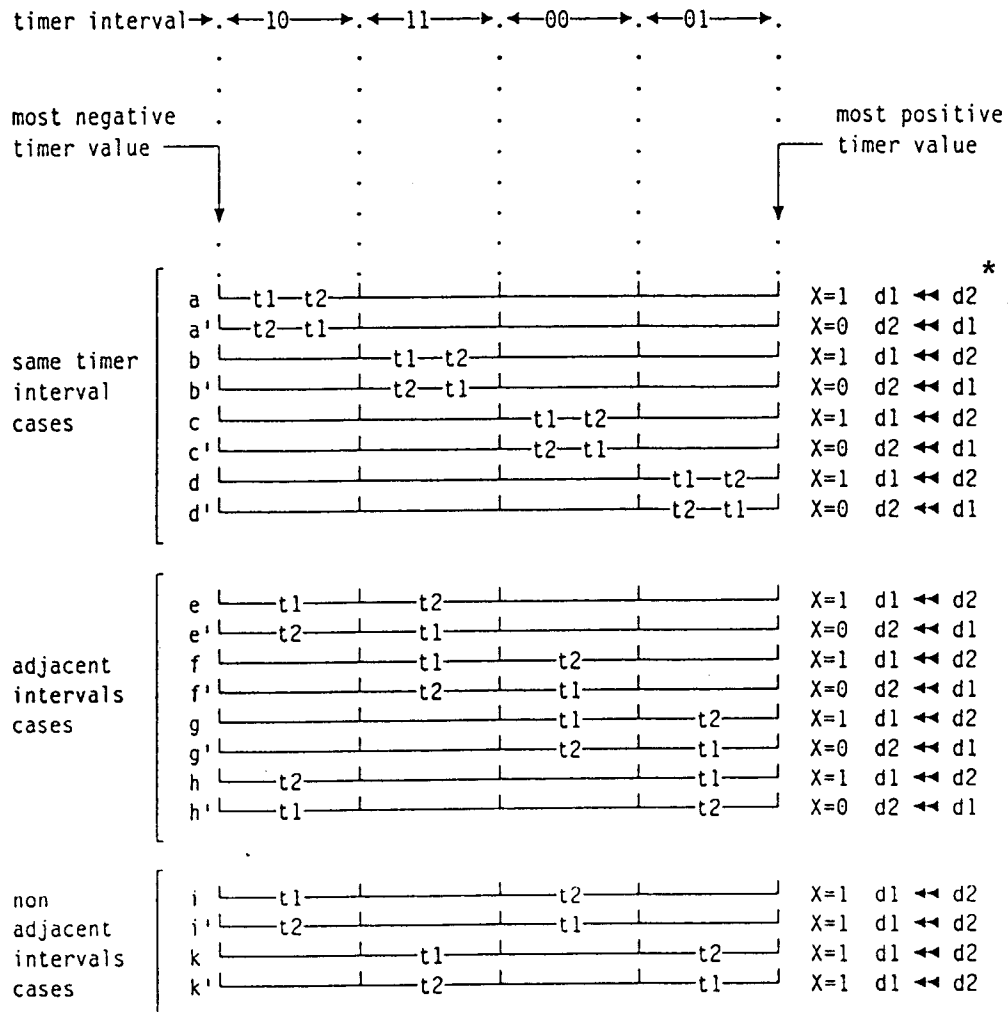 timer interval 10 11 00 01
most negative timer value
most positive timer value
*
same timer interval cases
a t1 t2 X=1 d1 ◄◄ d2
a' t2 t1 X=0 d2 ◄◄ d1
b t1 t2 X=1 d1 ◄◄ d2
b' t2 t1 X=0 d2 ◄◄ d1
c t1 t2 X=1 d1 ◄◄ d2
c' t2 t1 X=0 d2 ◄◄ d1
d t1 t2 X=1 d1 ◄◄ d2
d' t2 t1 X=0 d2 ◄◄ d1
adjacent intervals cases
e t1 t2 X=1 d1 ◄◄ d2
e' t2 t1 X=0 d2 ◄◄ d1
f t1 t2 X=1 d1 ◄◄ d2
f' t2 t1 X=0 d2 ◄◄ d1
g t1 t2 X=1 d1 ◄◄ d2
g' t2 t1 X=0 d2 ◄◄ d1
h t2 t1 X=1 d1 ◄◄ d2
h' t1 t2 X=0 d2 ◄◄ d1
non adjacent intervals cases
i t1 t2 X=1 d1 ◄◄ d2
i' t2 t1 X=1 d1 ◄◄ d2
k t1 t2 X=1 d1 ◄◄ d2
k' t2 t1 X=1 d1 ◄◄ d2